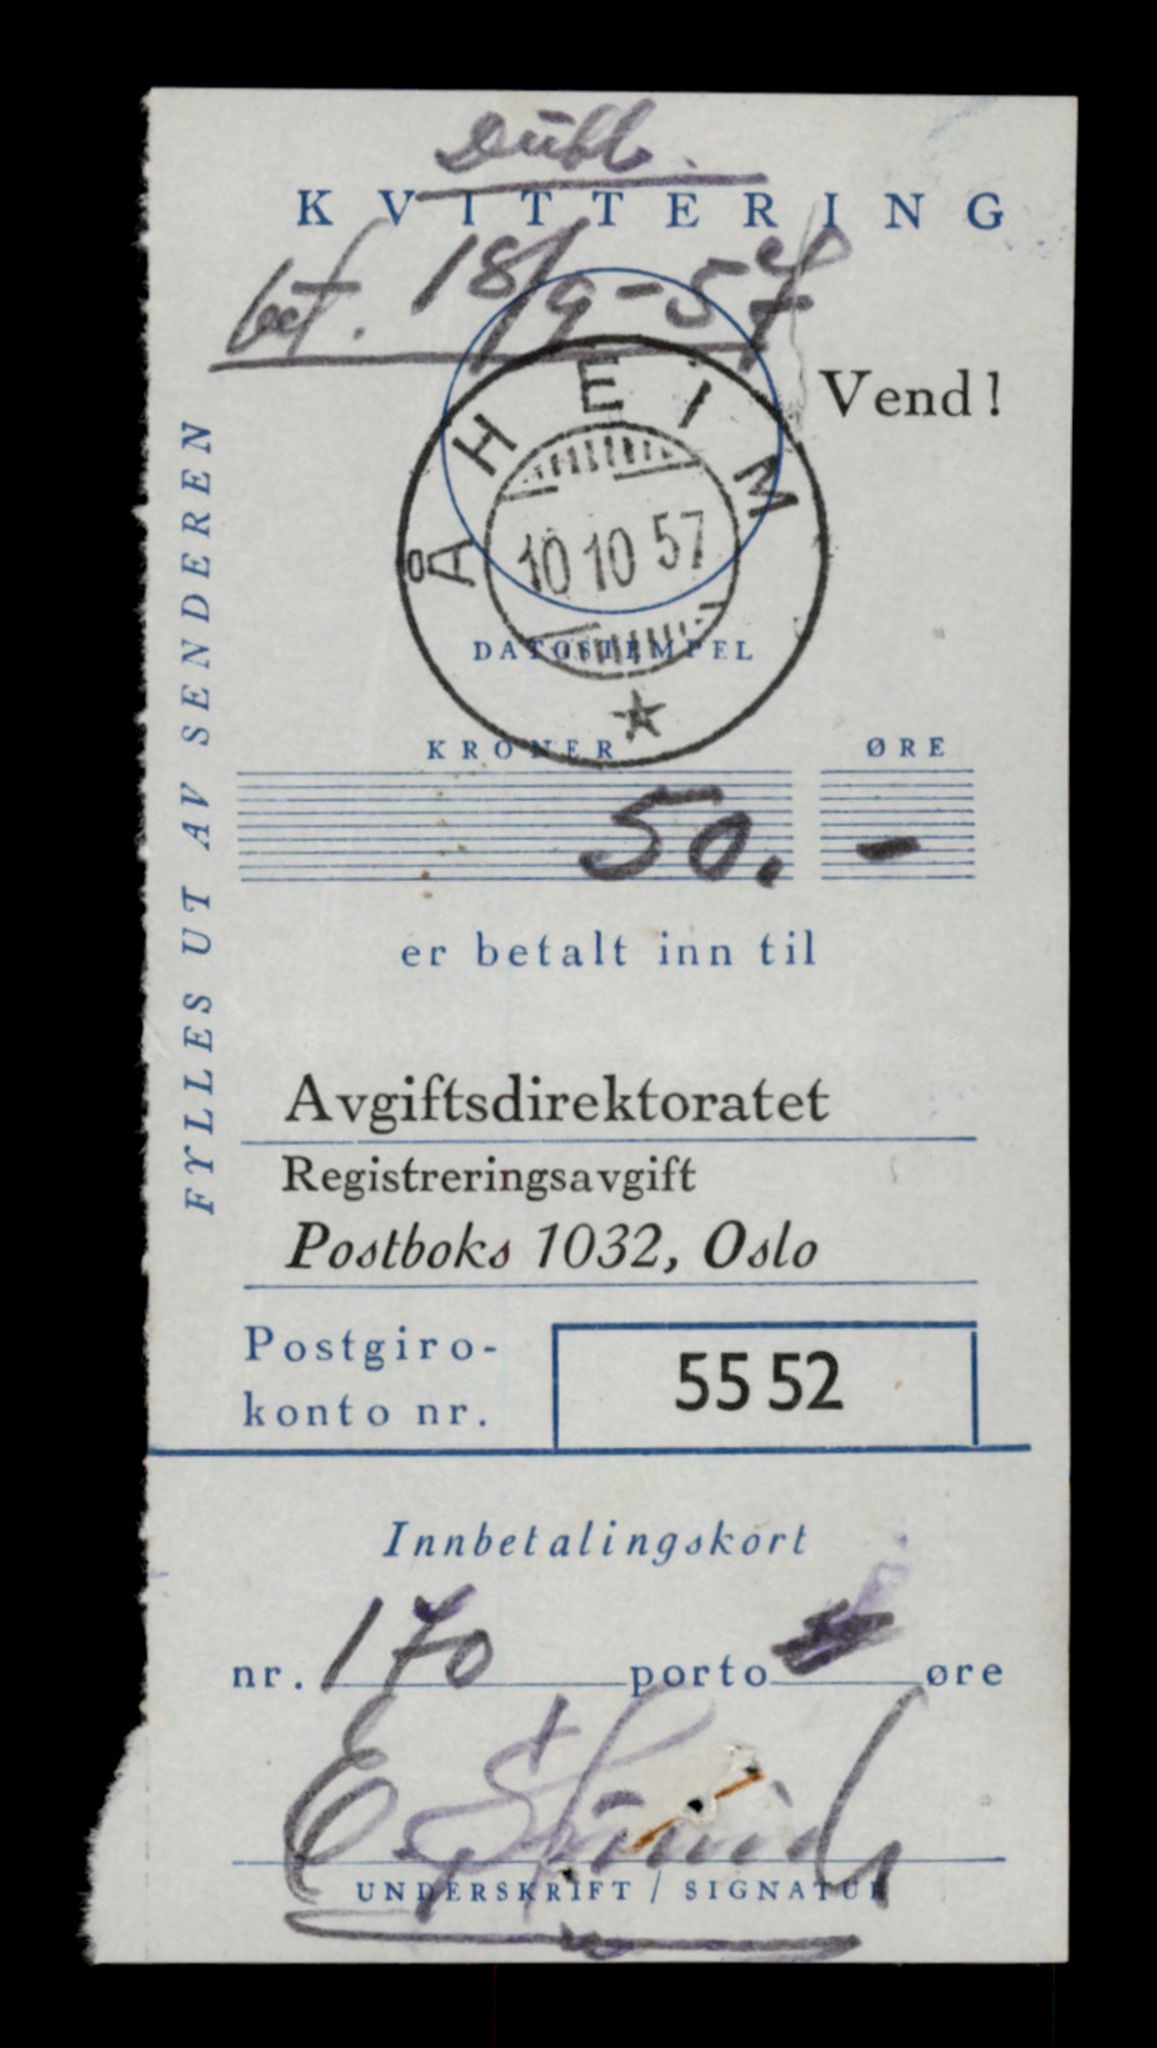 Dubl.
KVITTERING
bet. 18/9-57
Vend!
ÅHEIM
10 10 57
DATOSTEMPEL
FYLLES UT AV SENDEREN
KRONER ØRE
50. -
er betalt inn til
Avgiftsdirektoratet
Registreringsavgift
Postboks 1032, Oslo
Postgiro-
konto nr. 55 52
Innbetalingskort
nr. 170 porto øre
E.
UNDERSKRIFT / SIGNATUR